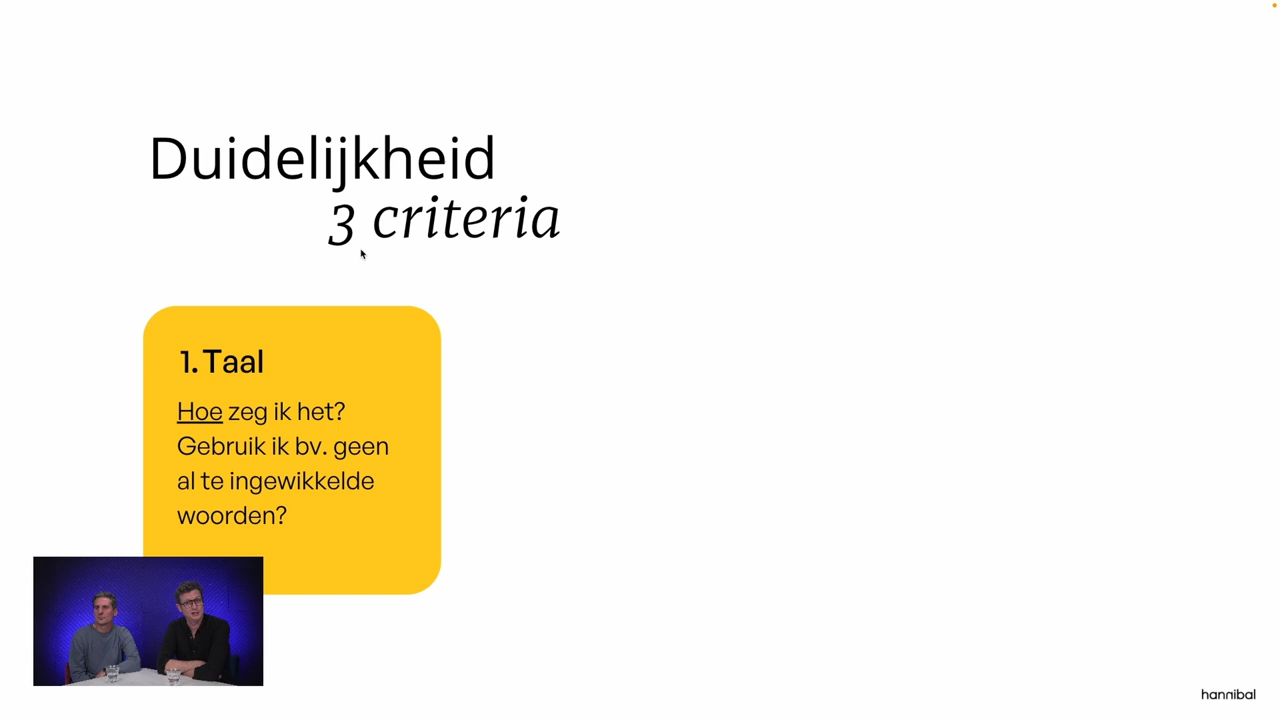 Duidelijkheid
3 criteria
1. Taal
Hoe zeg ik het?
Gebruik ik bv. geen
al te ingewikkelde
woorden?
hannibal